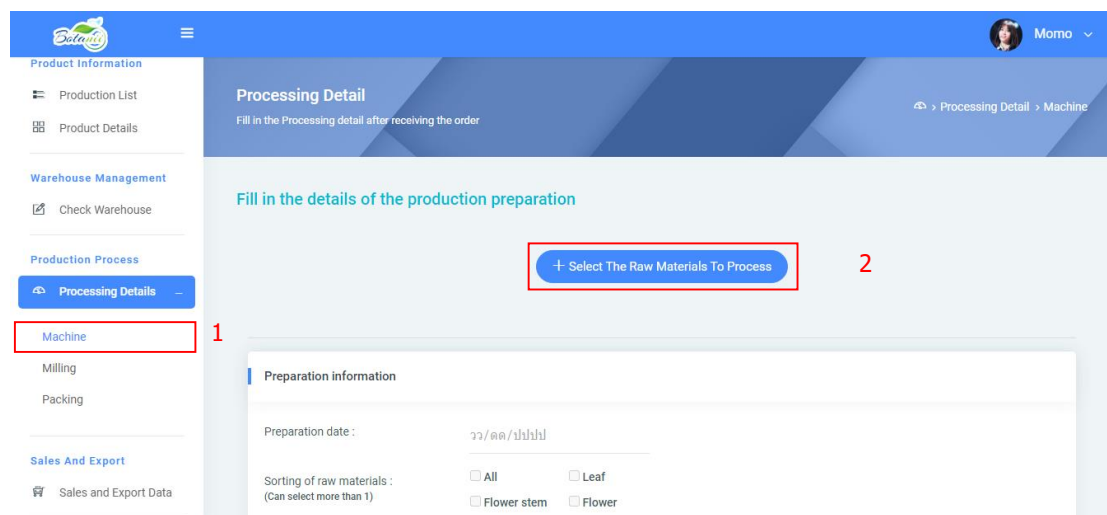 Botanii
Momo
Product Information
Production List
Product Details
Warehouse Management
Check Warehouse
Production Process
Processing Details
Machine
1
Milling
Packing
Sales And Export
Sales and Export Data
Processing Detail
Fill in the Processing detail after receiving the order
> Processing Detail > Machine
Fill in the details of the production preparation
+ Select The Raw Materials To Process
2
Preparation information
Preparation date :
วว/ดด/ปปปป
Sorting of raw materials :
(Can select more than 1)
All
Leaf
Flower stem
Flower